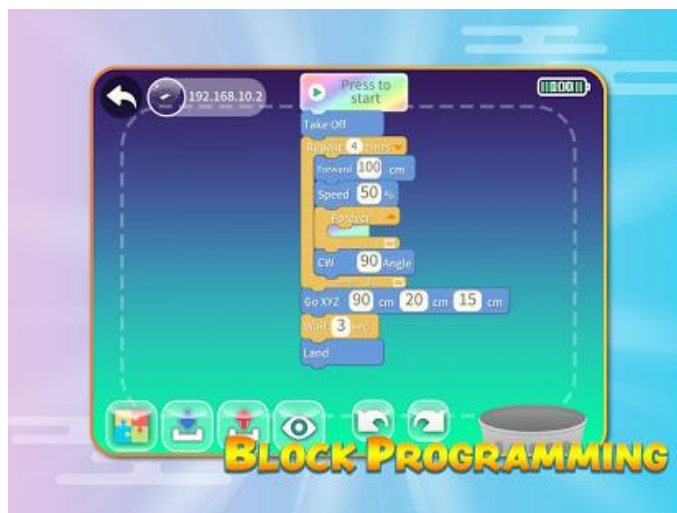 192.168.10.2
Press to
start
100
Take Off
Repeat 4 times
Forward 100 cm
Speed 50 %
Forever
CW 90 Angle
Go XYZ 90 cm 20 cm 15 cm
Wait 3 sec
Land
BLOCK PROGRAMMING